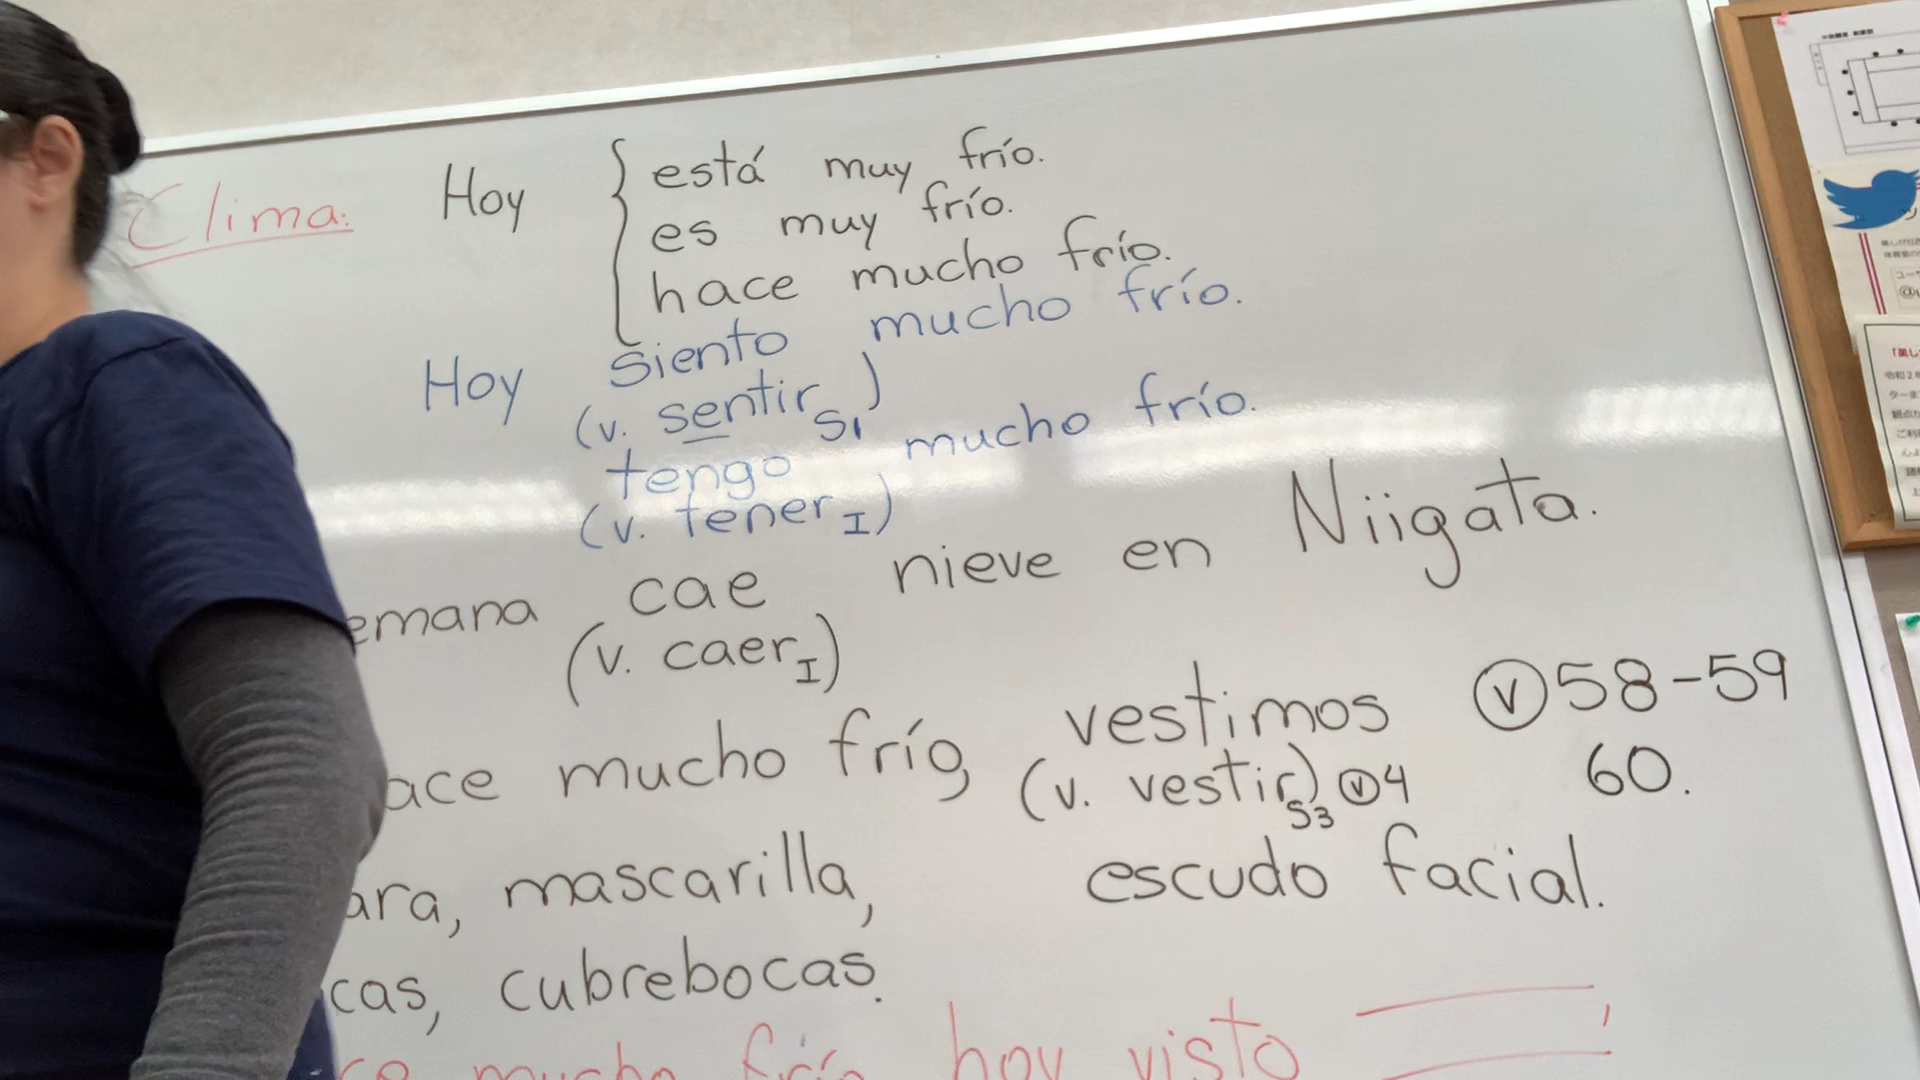 Clima: Hoy { está muy frío.
es muy frío.
hace mucho frío.
Hoy siento mucho frío.
(v. sentir S1)
tengo mucho frío.
(v. tener I)
emana cae nieve en Niigata.
(v. caer I)
ace mucho frío, vestimos Ⓥ58-59
(v. vestir) S3 Ⓥ4 60.
ara, mascarilla, escudo facial.
cas, cubrebocas.
mucho frío hoy visto